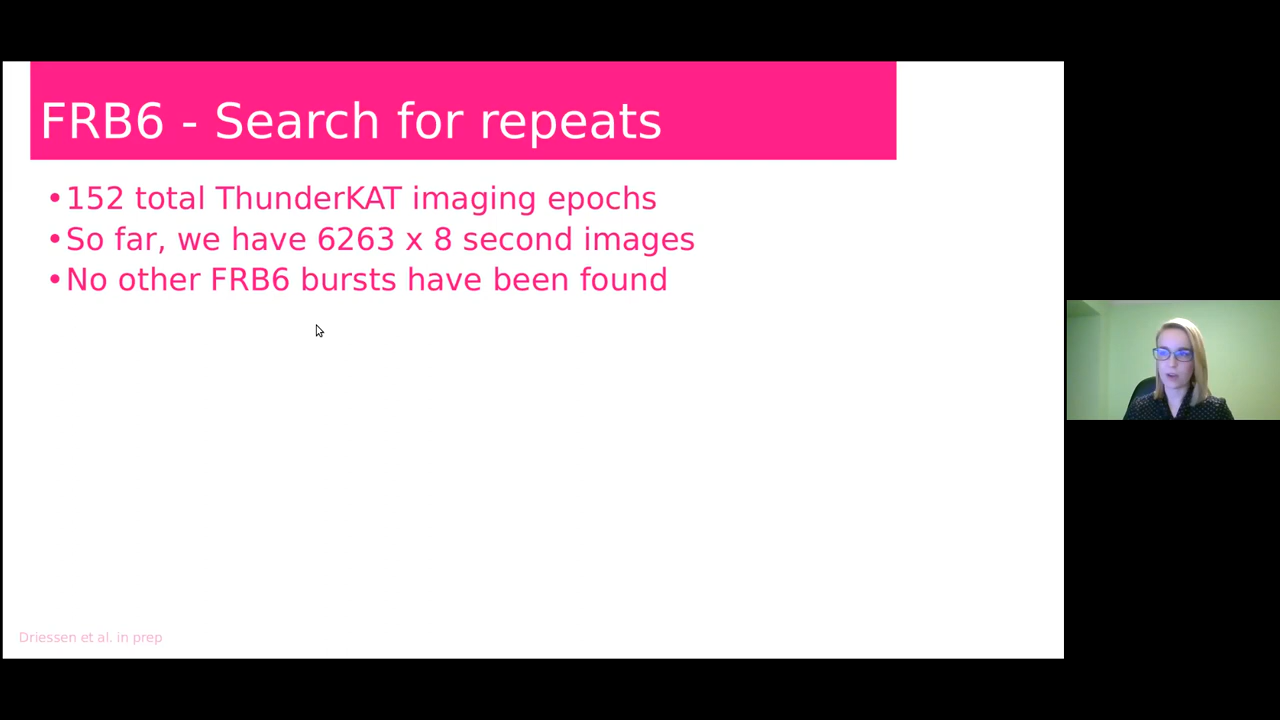 FRB6 - Search for repeats
•152 total ThunderKAT imaging epochs
•So far, we have 6263 x 8 second images
•No other FRB6 bursts have been found
Driessen et al. in prep